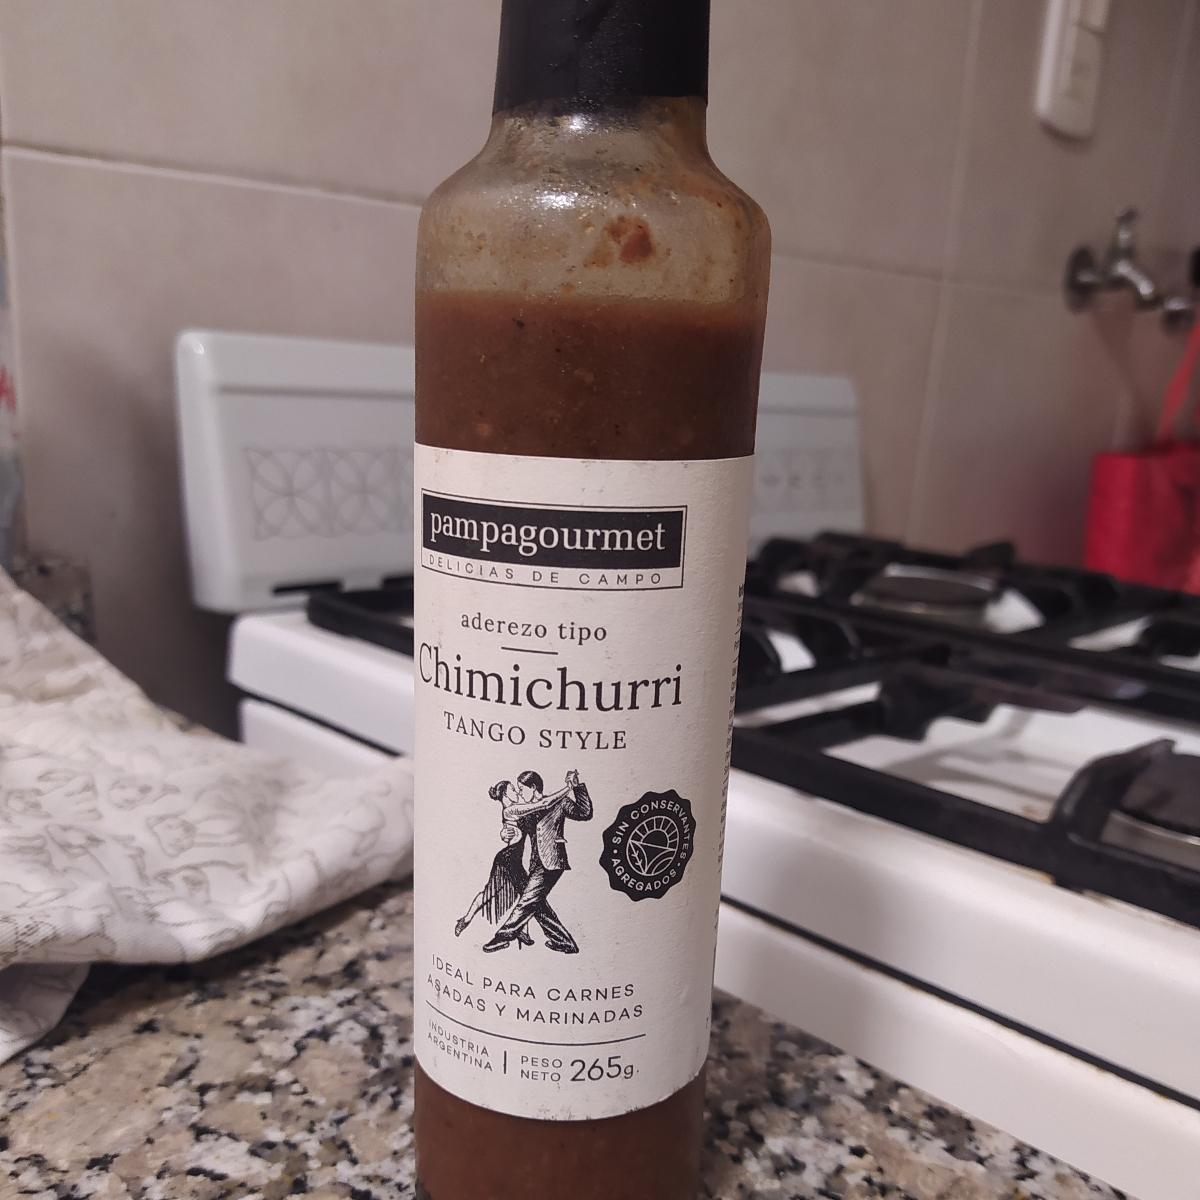 pampagourmet
DELICIAS DE CAMPO
aderezo tipo
Chimichurri
TANGO STYLE
SIN CONSERVANTES
AGREGADOS
IDEAL PARA CARNES
ASADAS Y MARINADAS
INDUSTRIA
ARGENTINA
PESO
NETO 265g.